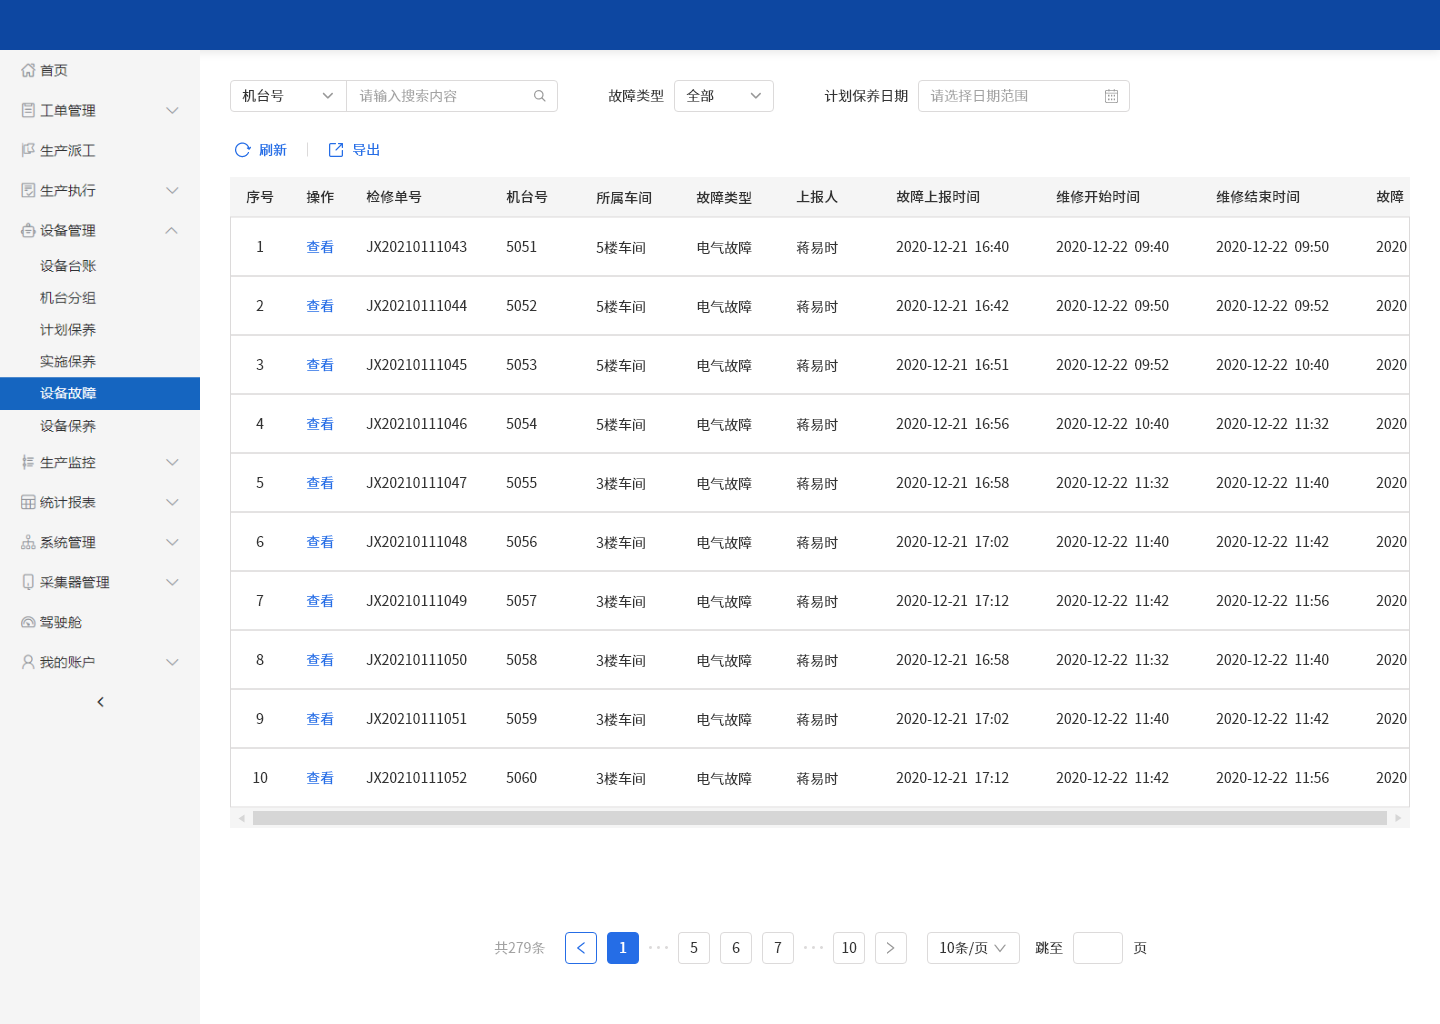 首页
工单管理
生产派工
生产执行
设备管理
设备台账
机台分组
计划保养
实施保养
设备故障
设备保养
生产监控
统计报表
系统管理
采集器管理
驾驶舱
我的账户
机台号 请输入搜索内容 故障类型 全部 计划保养日期 请选择日期范围
刷新 导出
序号 操作 检修单号 机台号 所属车间 故障类型 上报人 故障上报时间 维修开始时间 维修结束时间 故障
1 查看 JX20210111043 5051 5楼车间 电气故障 蒋易时 2020-12-21 16:40 2020-12-22 09:40 2020-12-22 09:50 2020
2 查看 JX20210111044 5052 5楼车间 电气故障 蒋易时 2020-12-21 16:42 2020-12-22 09:50 2020-12-22 09:52 2020
3 查看 JX20210111045 5053 5楼车间 电气故障 蒋易时 2020-12-21 16:51 2020-12-22 09:52 2020-12-22 10:40 2020
4 查看 JX20210111046 5054 5楼车间 电气故障 蒋易时 2020-12-21 16:56 2020-12-22 10:40 2020-12-22 11:32 2020
5 查看 JX20210111047 5055 3楼车间 电气故障 蒋易时 2020-12-21 16:58 2020-12-22 11:32 2020-12-22 11:40 2020
6 查看 JX20210111048 5056 3楼车间 电气故障 蒋易时 2020-12-21 17:02 2020-12-22 11:40 2020-12-22 11:42 2020
7 查看 JX20210111049 5057 3楼车间 电气故障 蒋易时 2020-12-21 17:12 2020-12-22 11:42 2020-12-22 11:56 2020
8 查看 JX20210111050 5058 3楼车间 电气故障 蒋易时 2020-12-21 16:58 2020-12-22 11:32 2020-12-22 11:40 2020
9 查看 JX20210111051 5059 3楼车间 电气故障 蒋易时 2020-12-21 17:02 2020-12-22 11:40 2020-12-22 11:42 2020
10 查看 JX20210111052 5060 3楼车间 电气故障 蒋易时 2020-12-21 17:12 2020-12-22 11:42 2020-12-22 11:56 2020
共279条 1 ··· 5 6 7 ··· 10 10条/页 跳至 页